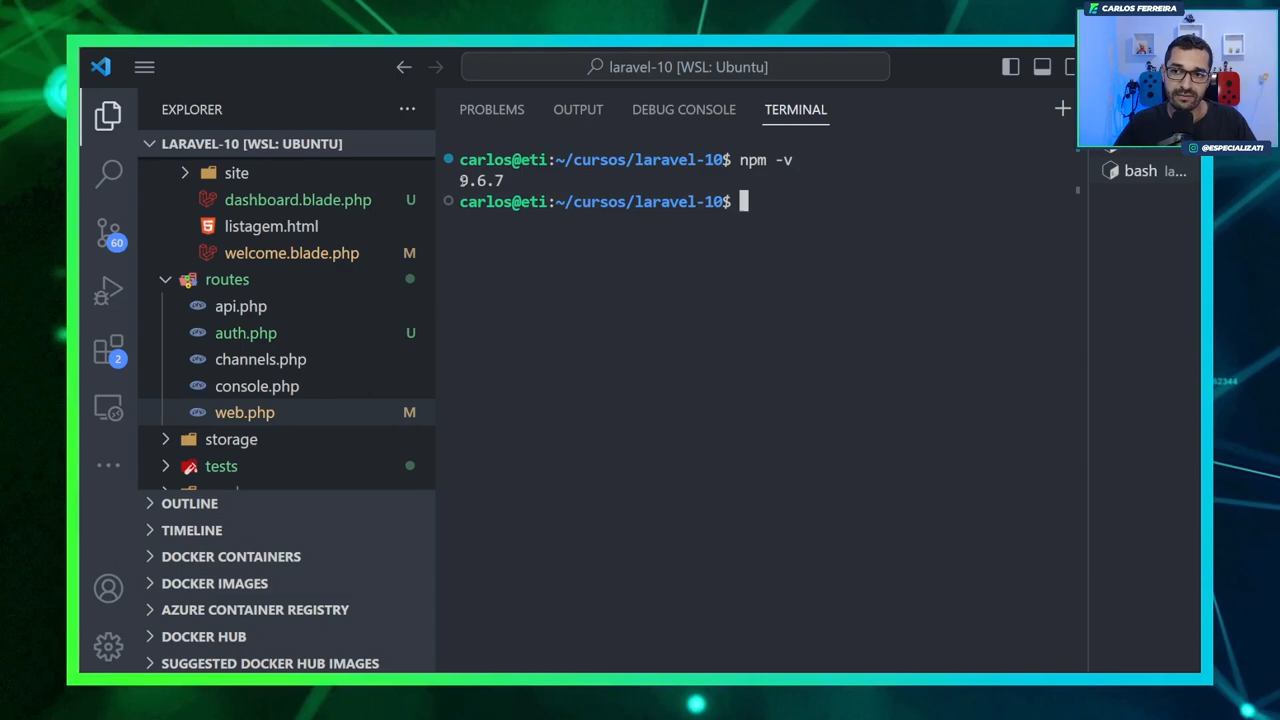 CARLOS FERREIRA
@ESPECIALIZATI
laravel-10 [WSL: Ubuntu]
EXPLORER
LARAVEL-10 [WSL: UBUNTU]
site
dashboard.blade.php U
listagem.html
welcome.blade.php M
routes
api.php
auth.php U
channels.php
console.php
web.php M
storage
tests
OUTLINE
TIMELINE
DOCKER CONTAINERS
DOCKER IMAGES
AZURE CONTAINER REGISTRY
DOCKER HUB
SUGGESTED DOCKER HUB IMAGES
60
2
PROBLEMS OUTPUT DEBUG CONSOLE TERMINAL
carlos@eti:~/cursos/laravel-10$ npm -v
9.6.7
carlos@eti:~/cursos/laravel-10$
bash la...
62344